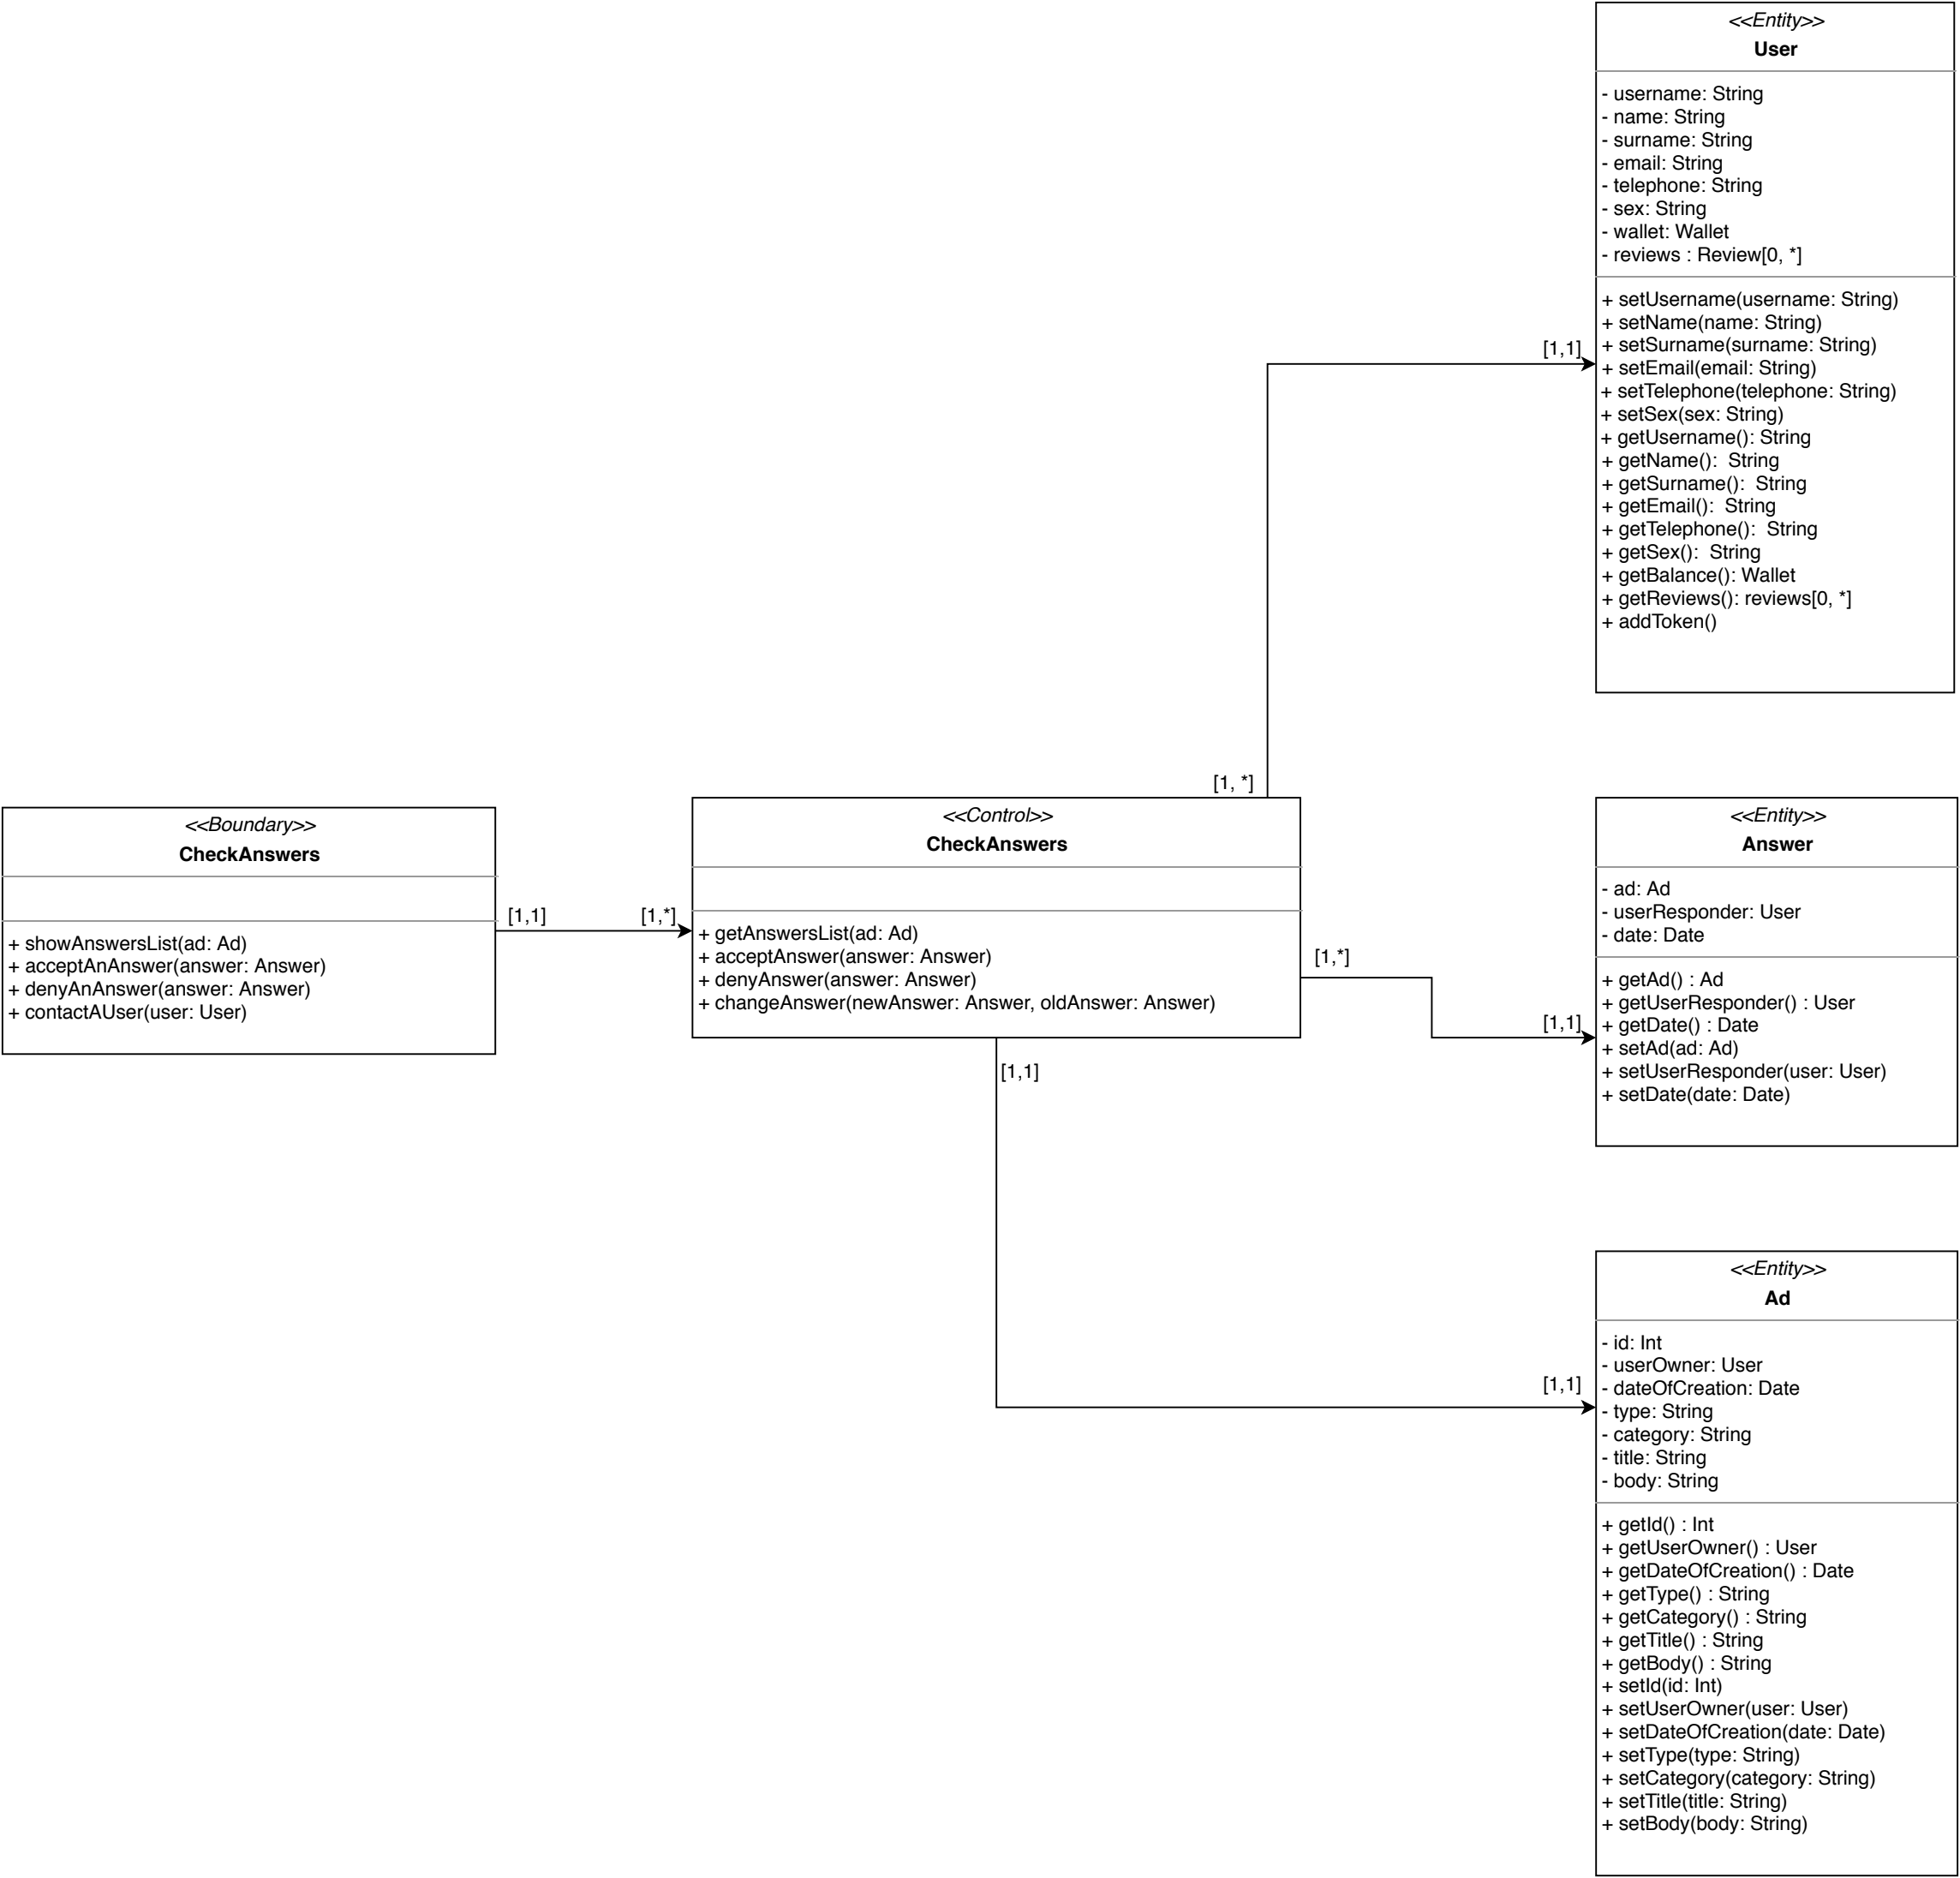 <<Entity>>
User
- username: String
- name: String
- surname: String
- email: String
- telephone: String
- sex: String
- wallet: Wallet
- reviews : Review[0, *]
+ setUsername(username: String)
+ setName(name: String)
+ setSurname(surname: String)
+ setEmail(email: String)
+ setTelephone(telephone: String)
+ setSex(sex: String)
+ getUsername(): String
+ getName():  String
+ getSurname():  String
+ getEmail():  String
+ getTelephone():  String
+ getSex():  String
+ getBalance(): Wallet
+ getReviews(): reviews[0, *]
+ addToken()
[1,1]
[1, *]
<<Boundary>>
CheckAnswers
+ showAnswersList(ad: Ad)
+ acceptAnAnswer(answer: Answer)
+ denyAnAnswer(answer: Answer)
+ contactAUser(user: User)
[1,1]
[1,*]
<<Control>>
CheckAnswers
+ getAnswersList(ad: Ad)
+ acceptAnswer(answer: Answer)
+ denyAnswer(answer: Answer)
+ changeAnswer(newAnswer: Answer, oldAnswer: Answer)
[1,*]
[1,1]
<<Entity>>
Answer
- ad: Ad
- userResponder: User
- date: Date
+ getAd() : Ad
+ getUserResponder() : User
+ getDate() : Date
+ setAd(ad: Ad)
+ setUserResponder(user: User)
+ setDate(date: Date)
[1,1]
[1,1]
<<Entity>>
Ad
- id: Int
- userOwner: User
- dateOfCreation: Date
- type: String
- category: String
- title: String
- body: String
+ getId() : Int
+ getUserOwner() : User
+ getDateOfCreation() : Date
+ getType() : String
+ getCategory() : String
+ getTitle() : String
+ getBody() : String
+ setId(id: Int)
+ setUserOwner(user: User)
+ setDateOfCreation(date: Date)
+ setType(type: String)
+ setCategory(category: String)
+ setTitle(title: String)
+ setBody(body: String)